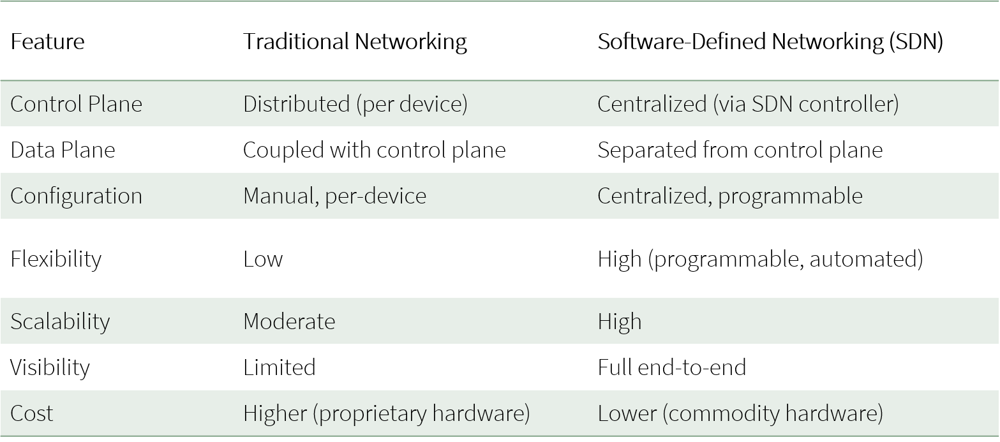 Feature Traditional Networking Software-Defined Networking (SDN)
Control Plane Distributed (per device) Centralized (via SDN controller)
Data Plane Coupled with control plane Separated from control plane
Configuration Manual, per-device Centralized, programmable
Flexibility Low High (programmable, automated)
Scalability Moderate High
Visibility Limited Full end-to-end
Cost Higher (proprietary hardware) Lower (commodity hardware)